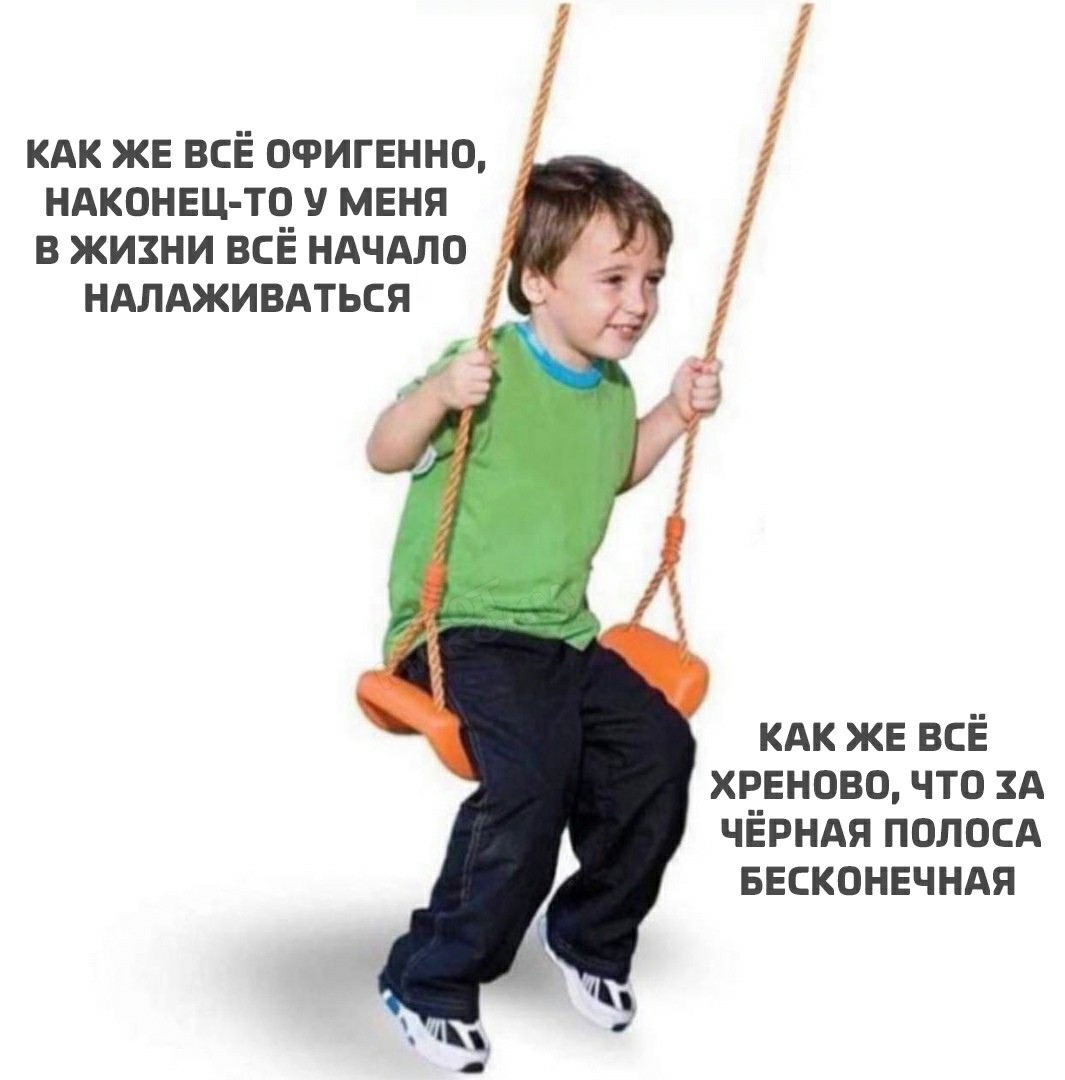 КАК ЖЕ ВСЁ ОФИГЕННО,
НАКОНЕЦ-ТО У МЕНЯ
В ЖИЗНИ ВСЁ НАЧАЛО
НАЛАЖИВАТЬСЯ
КАК ЖЕ ВСЁ
ХРЕНОВО, ЧТО ЗА
ЧЁРНАЯ ПОЛОСА
БЕСКОНЕЧНАЯ